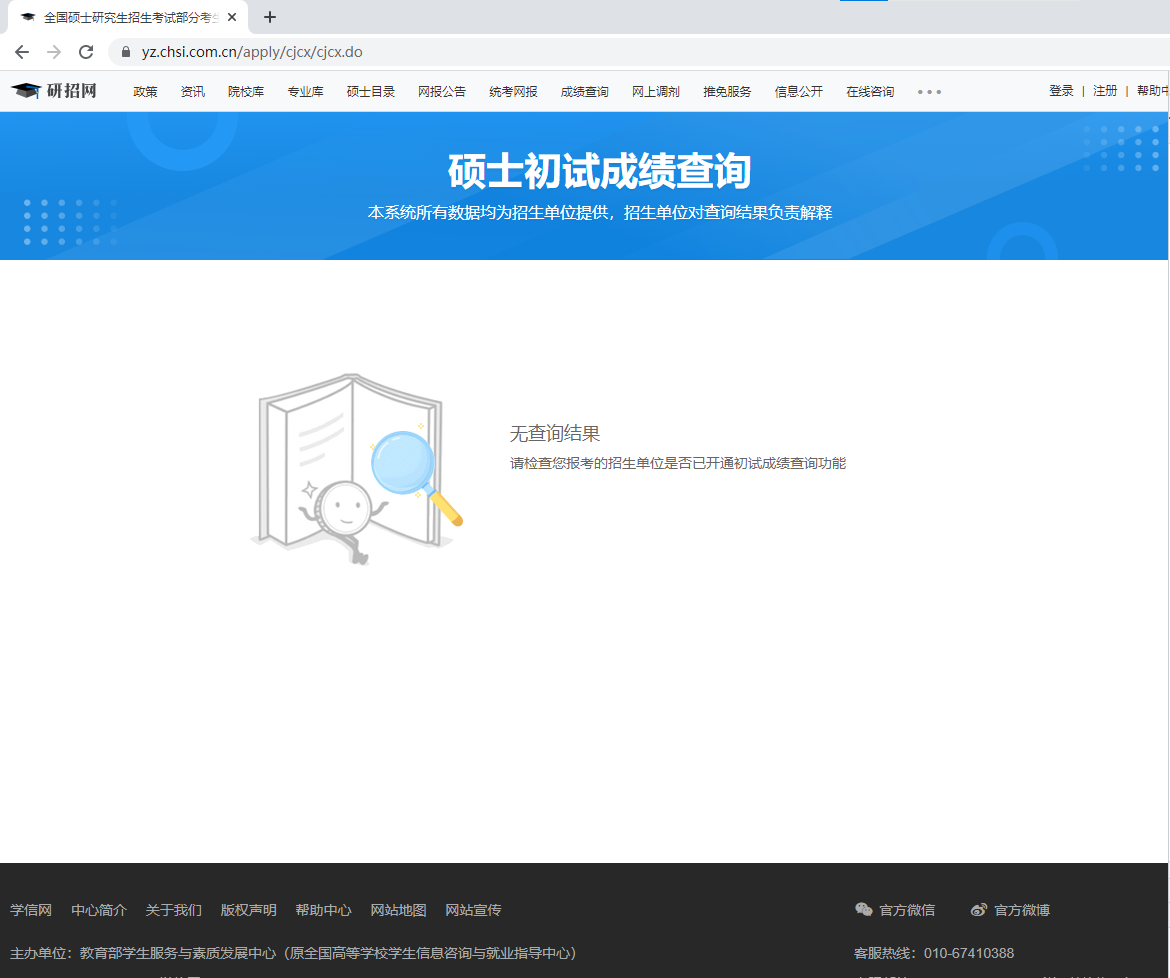 全国硕士研究生招生考试部分考生
yz.chsi.com.cn/apply/cjcx/cjcx.do
研招网 政策 资讯 院校库 专业库 硕士目录 网报公告 统考网报 成绩查询 网上调剂 推免服务 信息公开 在线咨询 ••• 登录 | 注册 | 帮助中
硕士初试成绩查询
本系统所有数据均为招生单位提供，招生单位对查询结果负责解释
无查询结果
请检查您报考的招生单位是否已开通初试成绩查询功能
学信网 中心简介 关于我们 版权声明 帮助中心 网站地图 网站宣传 官方微信 官方微博
主办单位：教育部学生服务与素质发展中心（原全国高等学校学生信息咨询与就业指导中心） 客服热线：010-67410388